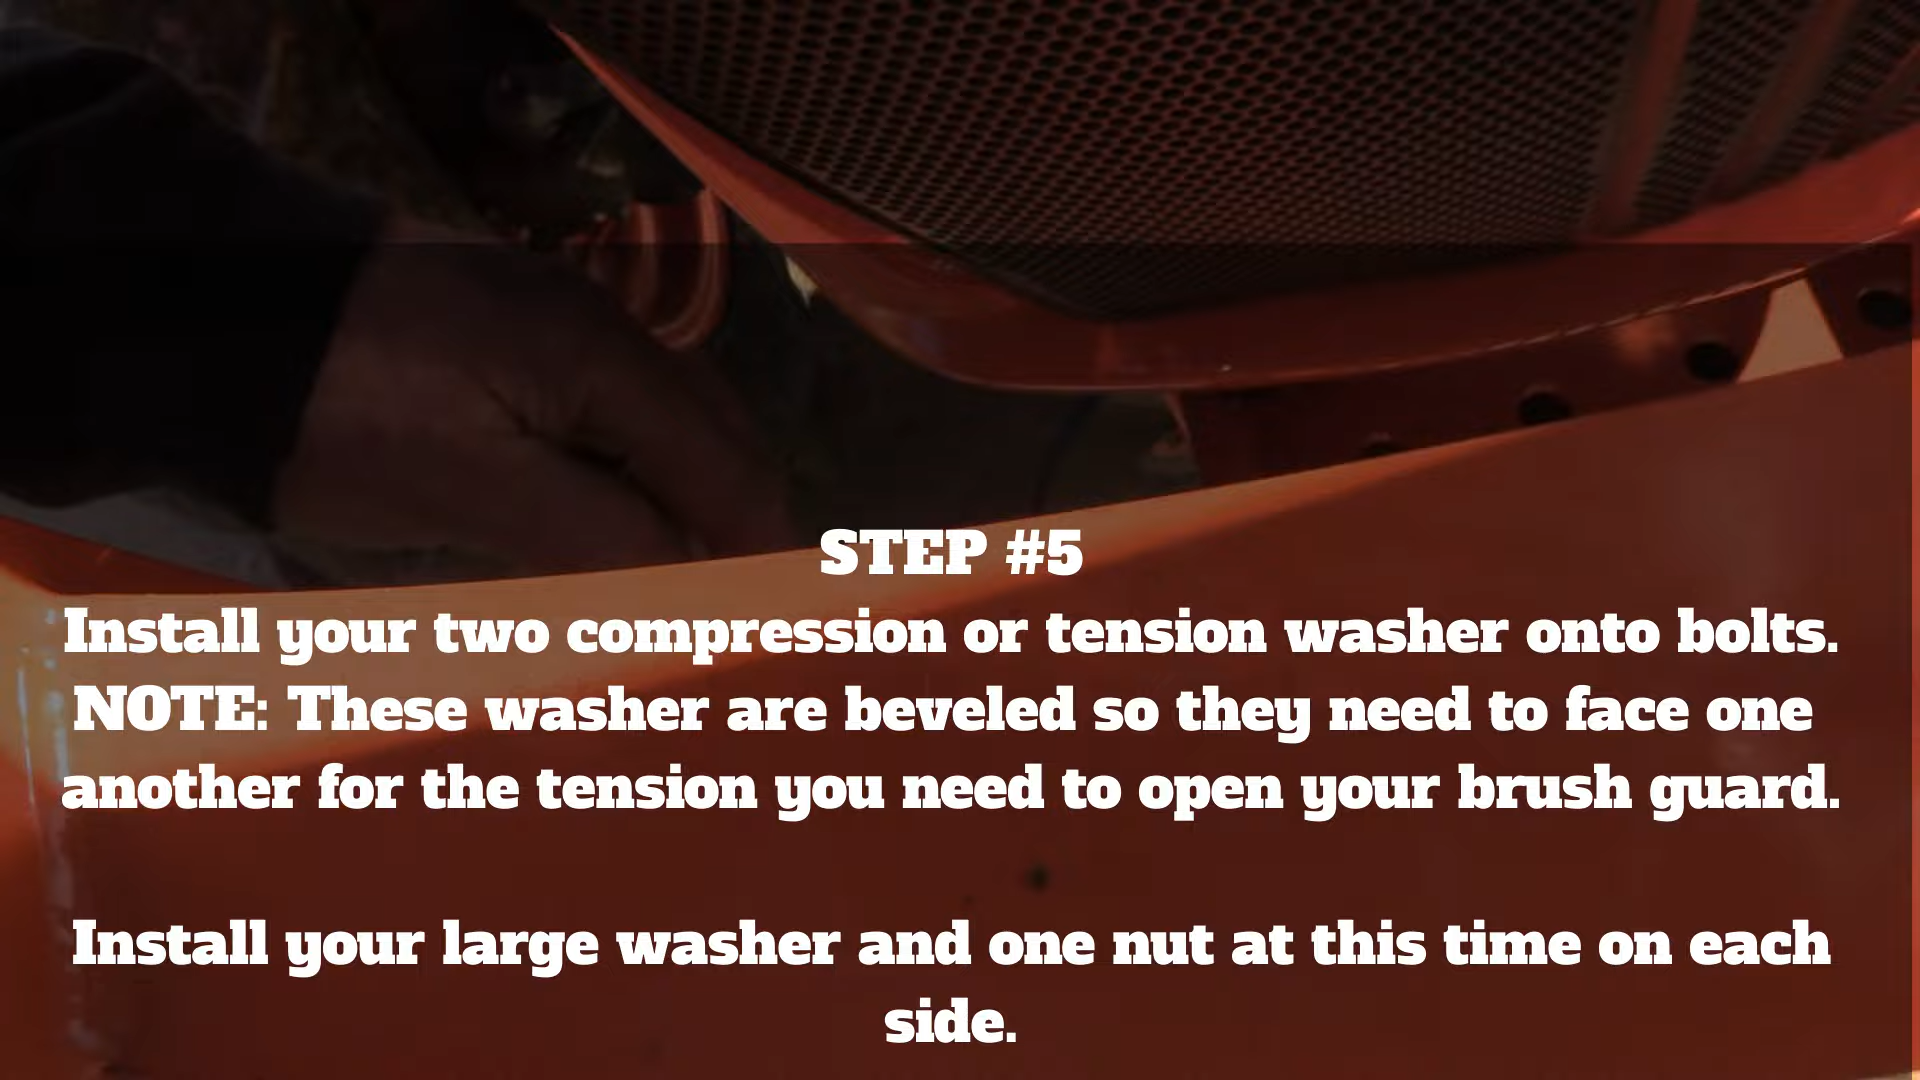 STEP #5
Install your two compression or tension washer onto bolts.
NOTE: These washer are beveled so they need to face one
another for the tension you need to open your brush guard.
Install your large washer and one nut at this time on each
side.